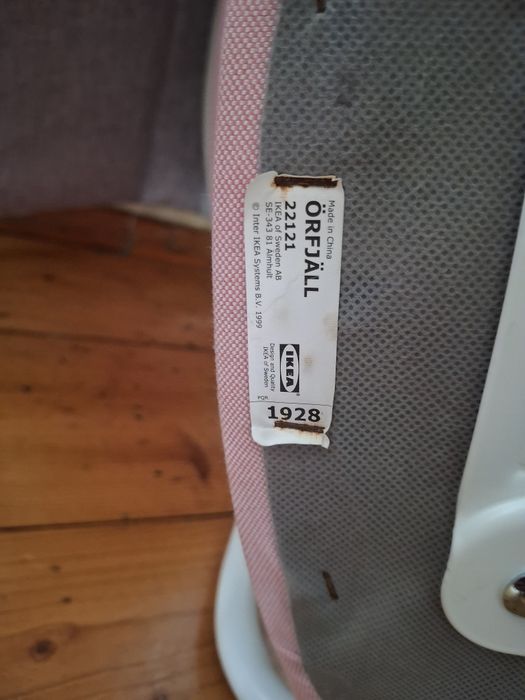 Made in China
ÖRFJÄLL
22121
IKEA of Sweden AB
SE-343 81 Älmhult
© Inter IKEA Systems B.V. 1999
IKEA®
Design and Quality
IKEA of Sweden
PQR
1928